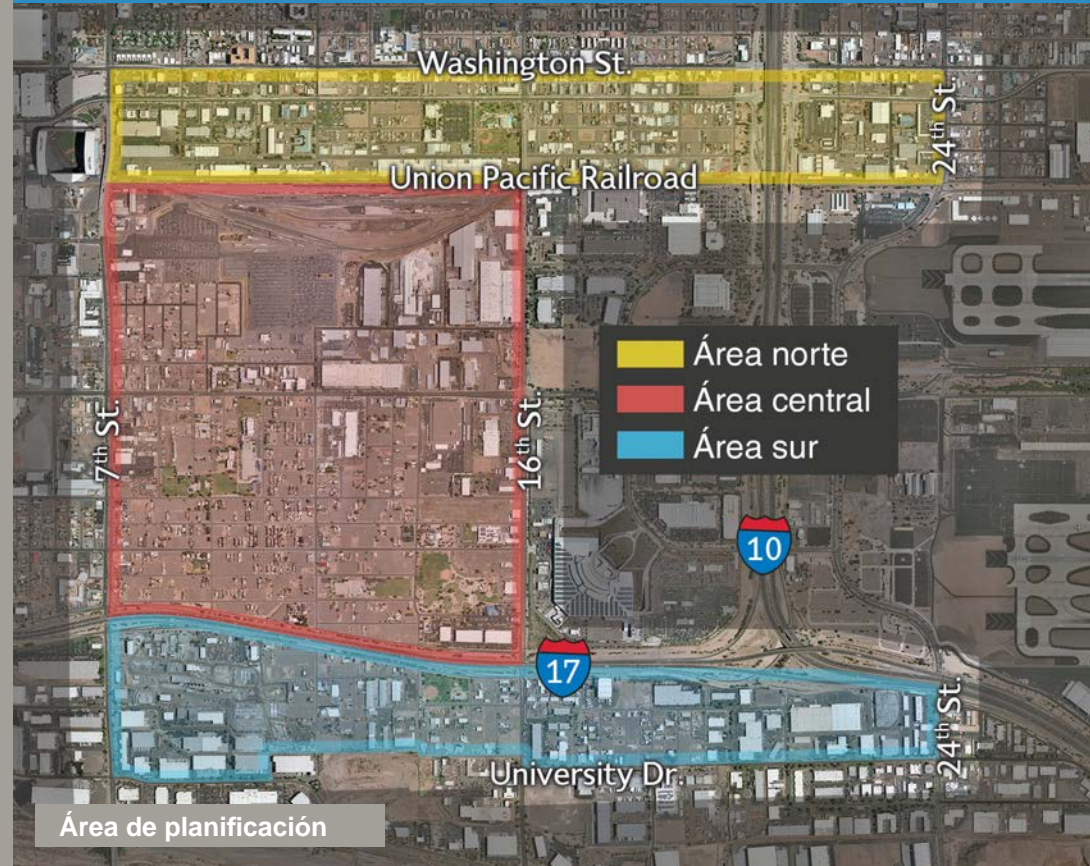 Washington St.
24th St.
Union Pacific Railroad
Área norte
Área central
Área sur
7th St.
16th St.
10
17
24th St.
University Dr.
Área de planificación